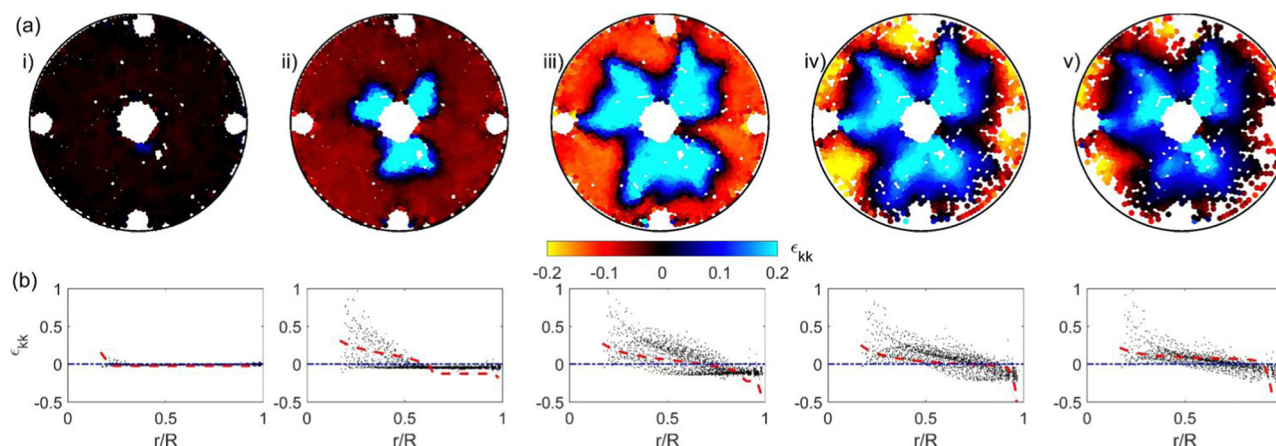 (a)
i) ii) iii) iv) v)
-0.2 -0.1 0 0.1 0.2 ϵkk
(b)
1 1 1 1 1
0.5 0.5 0.5 0.5 0.5
ϵkk
0 0 0 0 0
-0.5 -0.5 -0.5 -0.5 -0.5
0 0.5 1 0 0.5 1 0 0.5 1 0 0.5 1 0 0.5 1
r/R r/R r/R r/R r/R